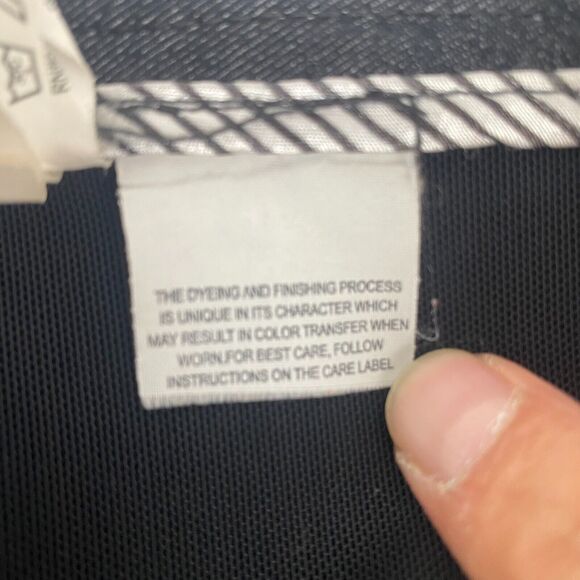 THE DYEING AND FINISHING PROCESS
IS UNIQUE IN ITS CHARACTER WHICH
MAY RESULT IN COLOR TRANSFER WHEN
WORN.FOR BEST CARE, FOLLOW
INSTRUCTIONS ON THE CARE LABEL